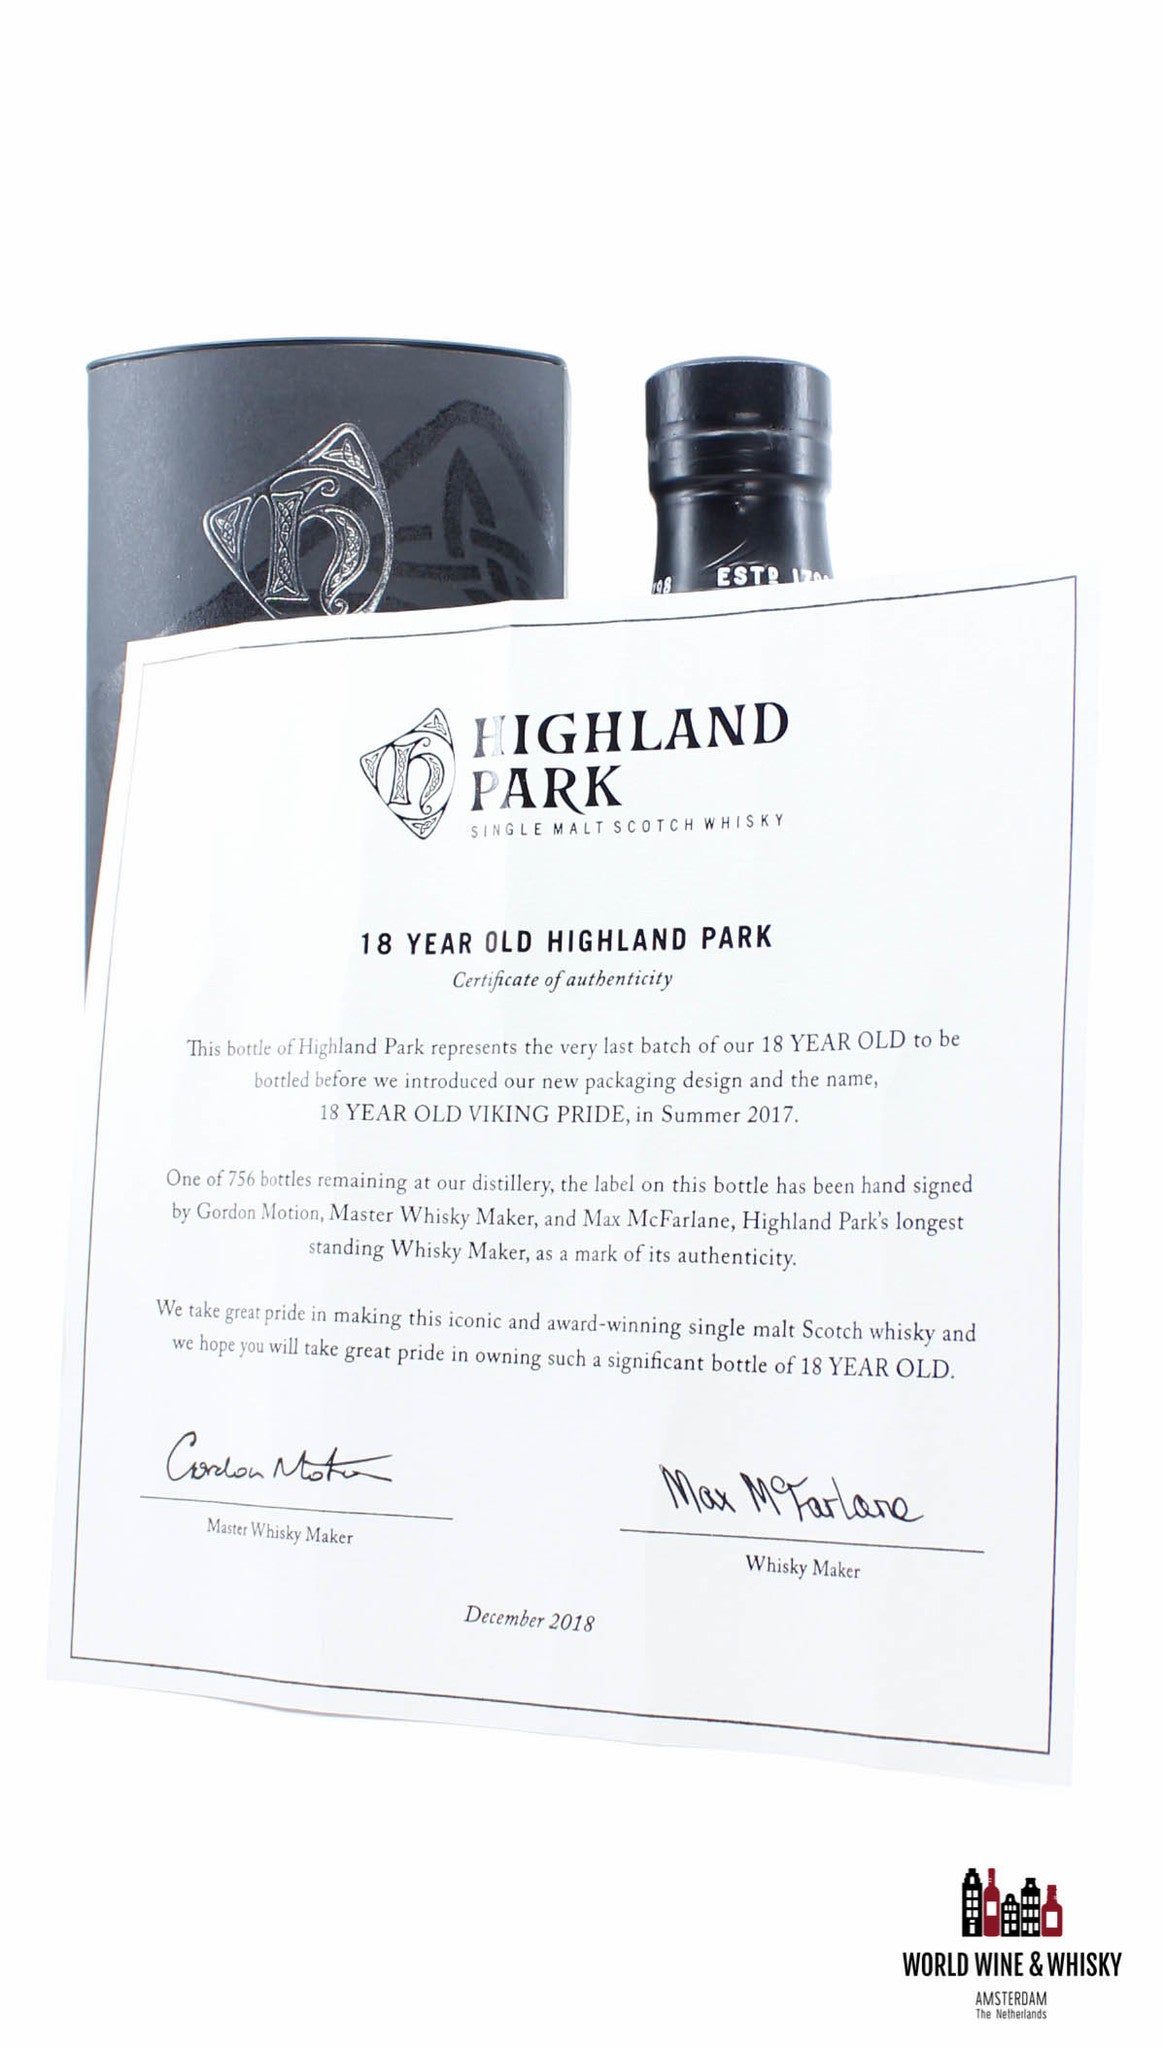 ESTD 179
HIGHLAND
PARK
SINGLE MALT SCOTCH WHISKY
18 YEAR OLD HIGHLAND PARK
Certificate of authenticity
This bottle of Highland Park represents the very last batch of our 18 YEAR OLD to be
bottled before we introduced our new packaging design and the name,
18 YEAR OLD VIKING PRIDE, in Summer 2017.
One of 756 bottles remaining at our distillery, the label on this bottle has been hand signed
by Gordon Motion, Master Whisky Maker, and Max McFarlane, Highland Park's longest
standing Whisky Maker, as a mark of its authenticity.
We take great pride in making this iconic and award-winning single malt Scotch whisky and
we hope you will take great pride in owning such a significant bottle of 18 YEAR OLD.
Gordon Motion
Master Whisky Maker
Max McFarlane
Whisky Maker
December 2018
WORLD WINE & WHISKY
AMSTERDAM
The Netherlands